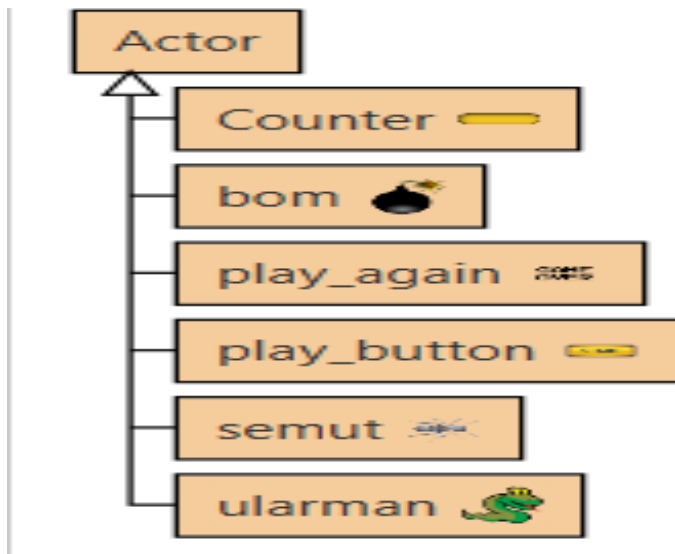 Actor
Counter
bom
play_again
play_button
semut
ularman